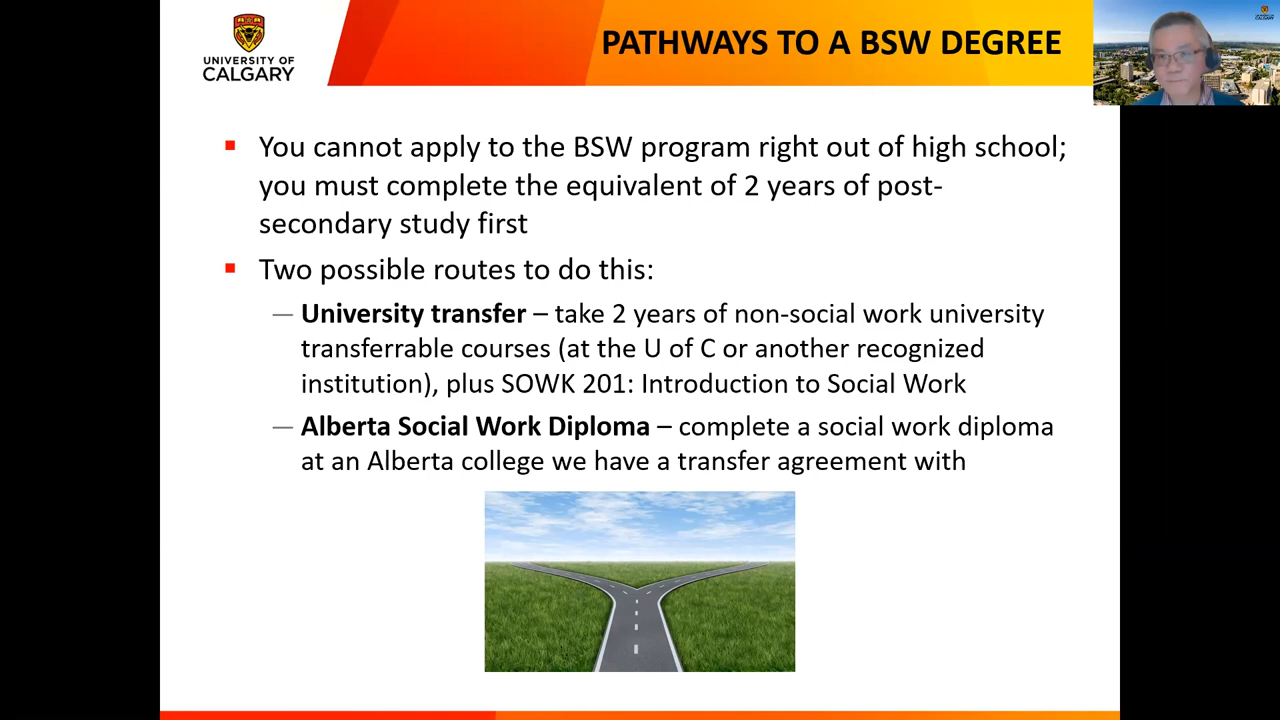 UNIVERSITY OF
CALGARY
PATHWAYS TO A BSW DEGREE
You cannot apply to the BSW program right out of high school;
you must complete the equivalent of 2 years of post-
secondary study first
Two possible routes to do this:
— University transfer – take 2 years of non-social work university
transferrable courses (at the U of C or another recognized
institution), plus SOWK 201: Introduction to Social Work
— Alberta Social Work Diploma – complete a social work diploma
at an Alberta college we have a transfer agreement with